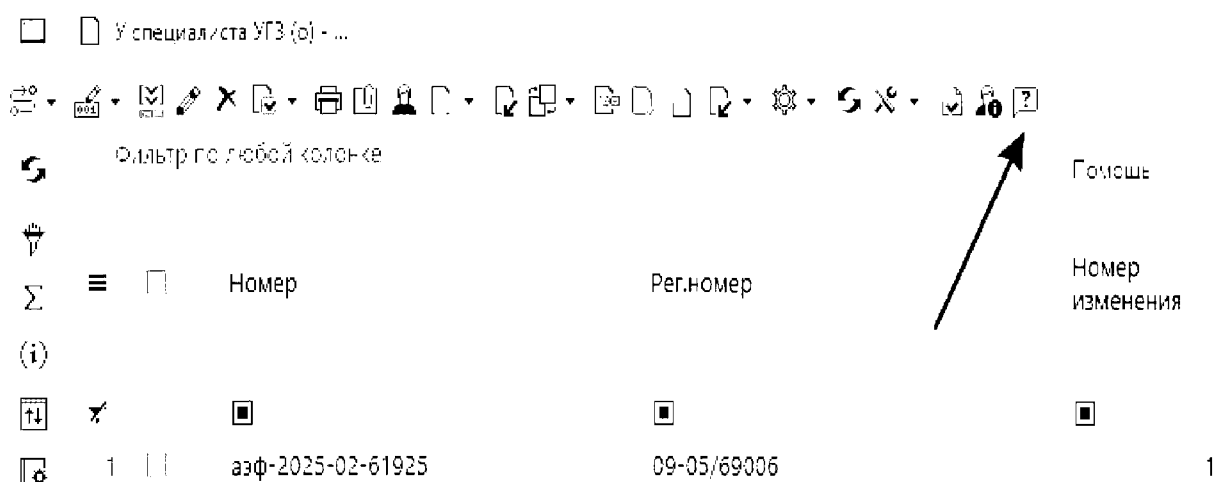 У специалиста УГЗ (о) - ...
001
Фильтр по любой колонке
Помощь
Номер
Рег.номер
Номер
изменения
аэф-2025-02-61925
09-05/69006
1
1